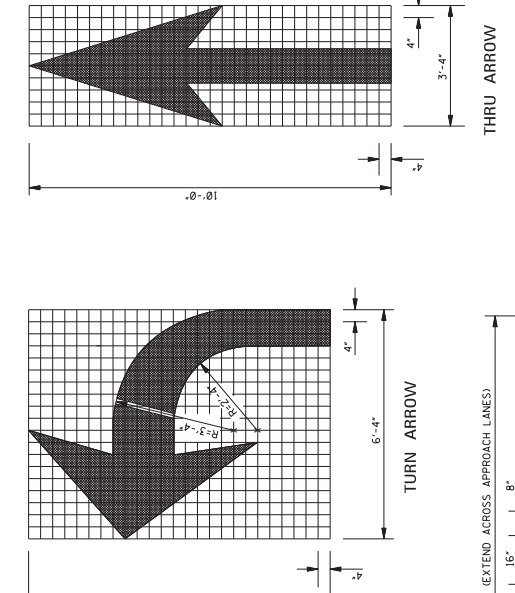 4"
3'-4"
THRU ARROW
4"
10'-0"
R=2'-4"
R=3'-4"
4"
6'-4"
TURN ARROW
4"
(EXTEND ACROSS APPROACH LANES)
16"
8"